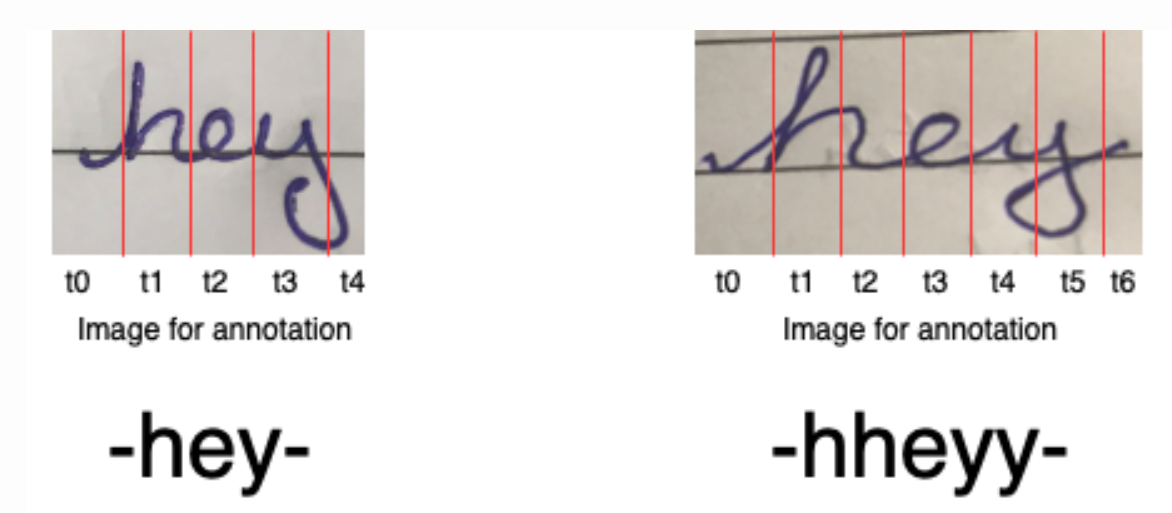 hey hey
t0 t1 t2 t3 t4 t0 t1 t2 t3 t4 t5 t6
Image for annotation Image for annotation
-hey- -hheyy-